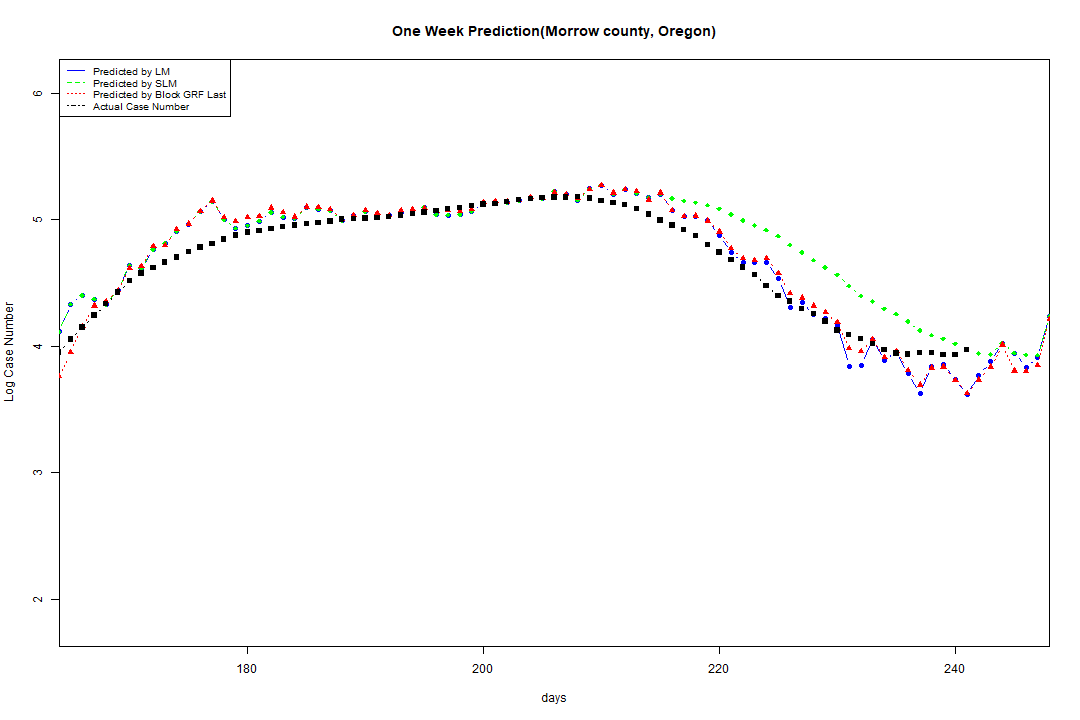 One Week Prediction(Morrow county, Oregon)
Predicted by LM
Predicted by SLM
Predicted by Block GRF Last
Actual Case Number
6
5
4
3
2
Log Case Number
180 200 220 240
days